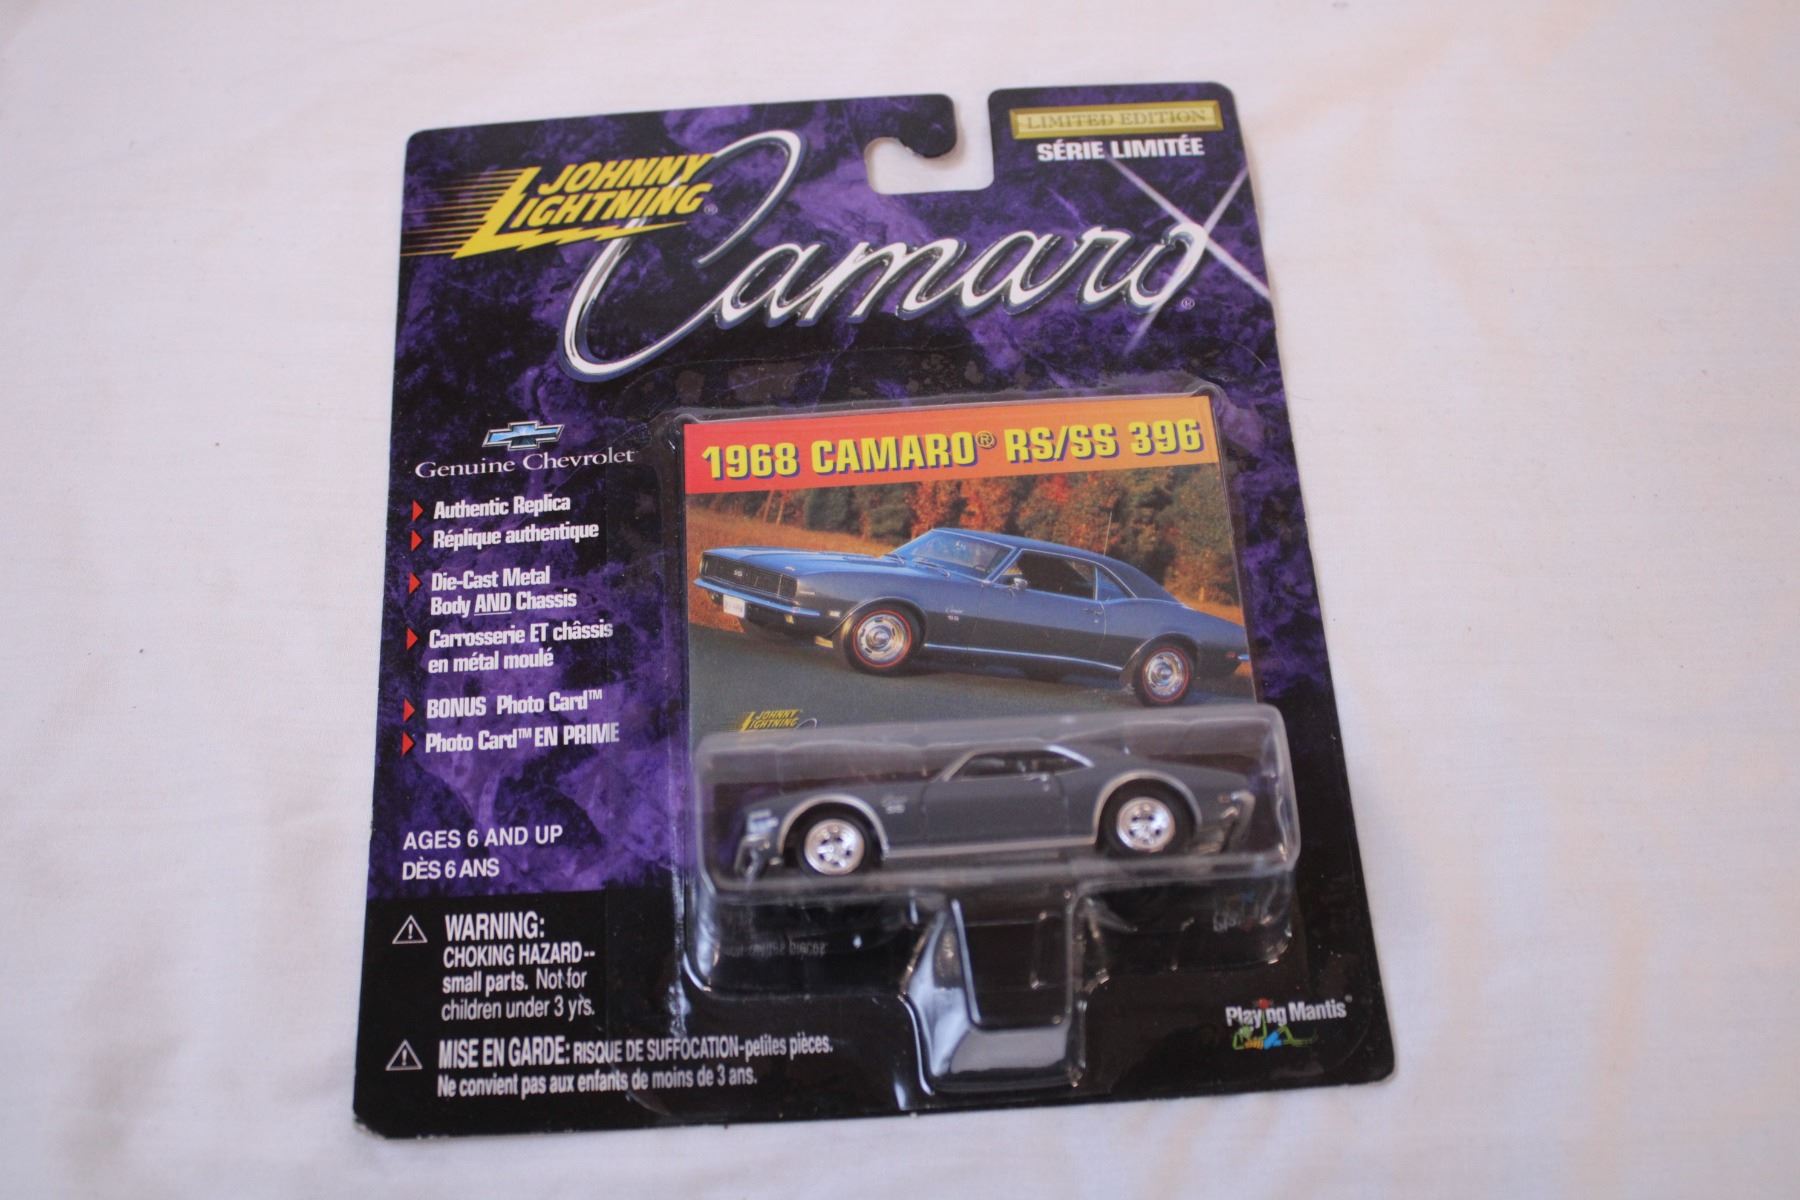 LIMITED EDITION
SÉRIE LIMITÉE
JOHNNY
LIGHTNING®
Camaro®
Genuine Chevrolet
Authentic Replica
Réplique authentique
Die-Cast Metal
Body AND Chassis
Carrosserie ET châssis
en métal moulé
BONUS Photo Card™
Photo Card™ EN PRIME
AGES 6 AND UP
DÈS 6 ANS
1968 CAMARO® RS/SS 396
SS
JOHNNY
LIGHTNING
WARNING:
CHOKING HAZARD--
small parts. Not for
children under 3 yrs.
MISE EN GARDE: RISQUE DE SUFFOCATION-petites pièces.
Ne convient pas aux enfants de moins de 3 ans.
Playing Mantis